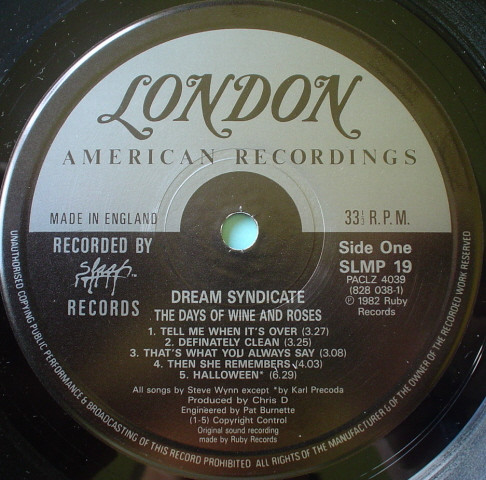 LONDON
AMERICAN RECORDINGS
MADE IN ENGLAND
33⅓ R.P.M.
RECORDED BY
Slash
RECORDS
Side One
SLMP 19
PACLZ 4039
(828 038-1)
℗ 1982 Ruby
Records
DREAM SYNDICATE
THE DAYS OF WINE AND ROSES
1. TELL ME WHEN IT'S OVER (3.27)
2. DEFINATELY CLEAN (3.25)
3. THAT'S WHAT YOU ALWAYS SAY (3.08)
4. THEN SHE REMEMBERS (4.03)
5. HALLOWEEN* (6.29)
All songs by Steve Wynn except *by Karl Precoda
Produced by Chris D
Engineered by Pat Burnette
(1-5) Copyright Control
Original sound recording
made by Ruby Records
UNAUTHORISED COPYING PUBLIC PERFORMANCE & BROADCASTING OF THIS RECORD PROHIBITED ALL RIGHTS OF THE MANUFACTURER & OF THE OWNER OF THE RECORDED WORK RESERVED